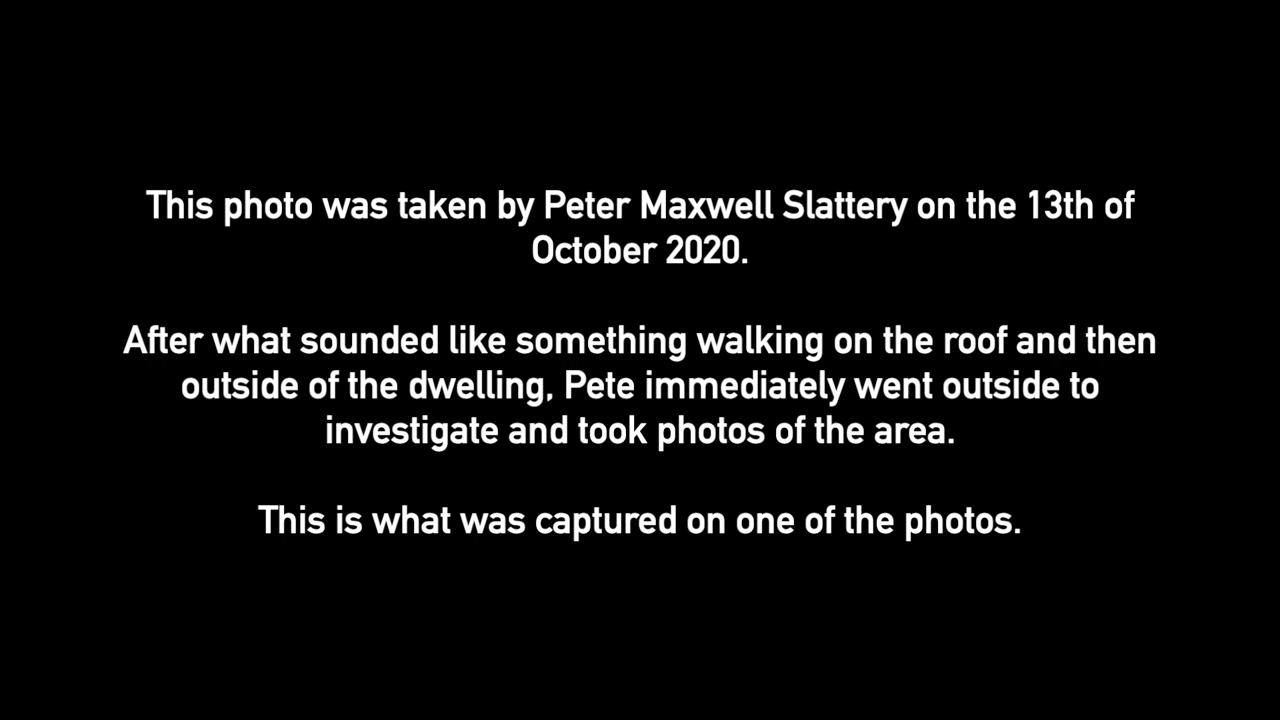 This photo was taken by Peter Maxwell Slattery on the 13th of
October 2020.
After what sounded like something walking on the roof and then
outside of the dwelling, Pete immediately went outside to
investigate and took photos of the area.
This is what was captured on one of the photos.